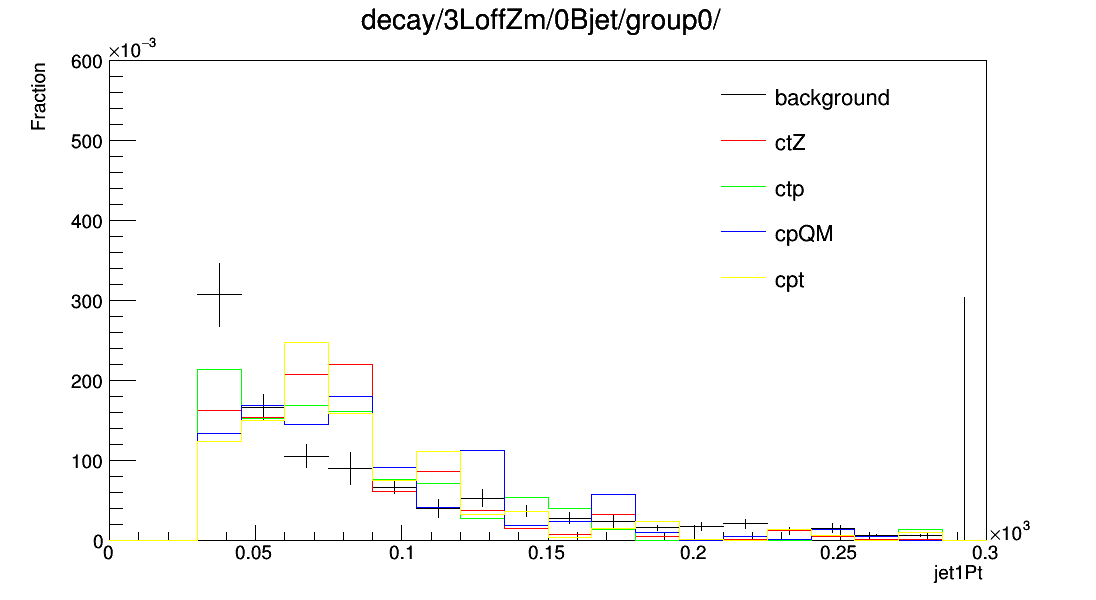 decay/3LoffZm/0Bjet/group0/
×10⁻³
Fraction
600
500
400
300
200
100
0
background
ctZ
ctp
cpQM
cpt
0 0.05 0.1 0.15 0.2 0.25 0.3
×10³
jet1Pt